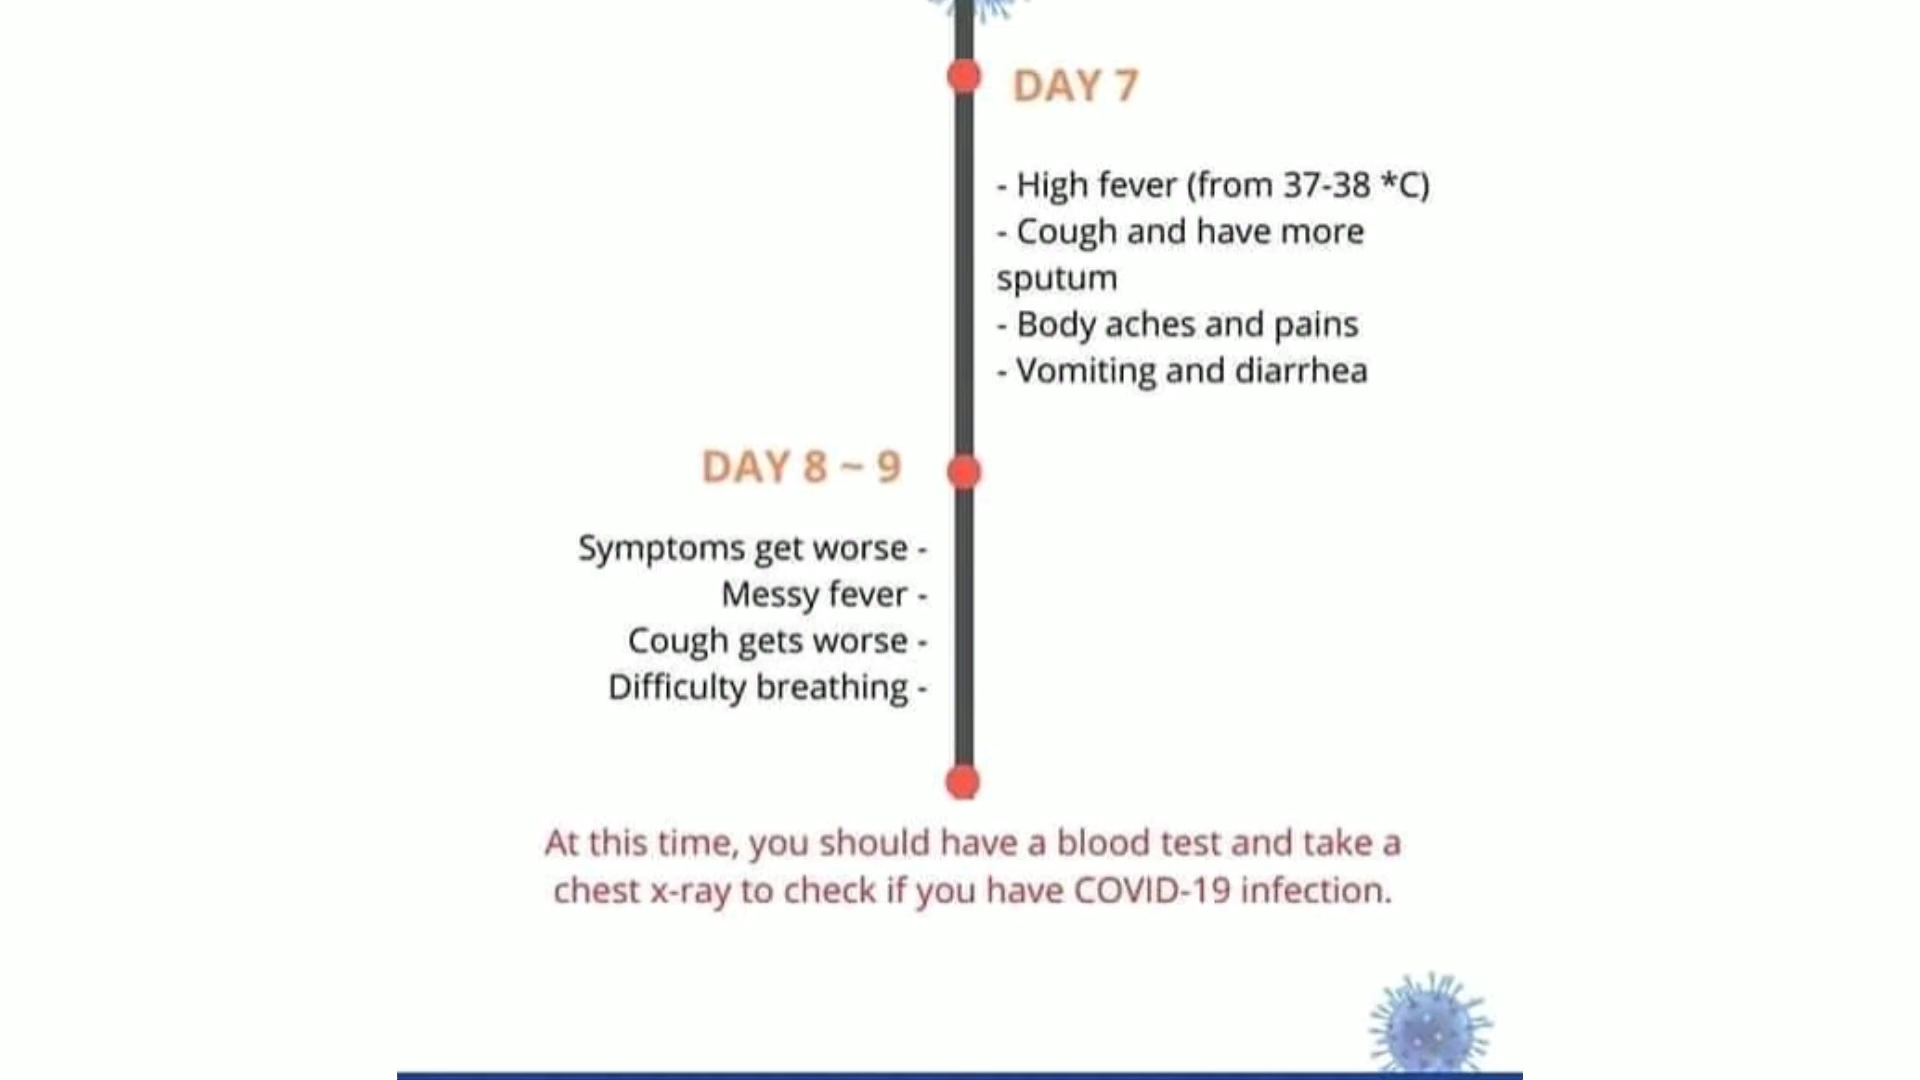 DAY 7
- High fever (from 37-38 *C)
- Cough and have more
sputum
- Body aches and pains
- Vomiting and diarrhea
DAY 8 ~ 9
Symptoms get worse -
Messy fever -
Cough gets worse -
Difficulty breathing -
At this time, you should have a blood test and take a
chest x-ray to check if you have COVID-19 infection.